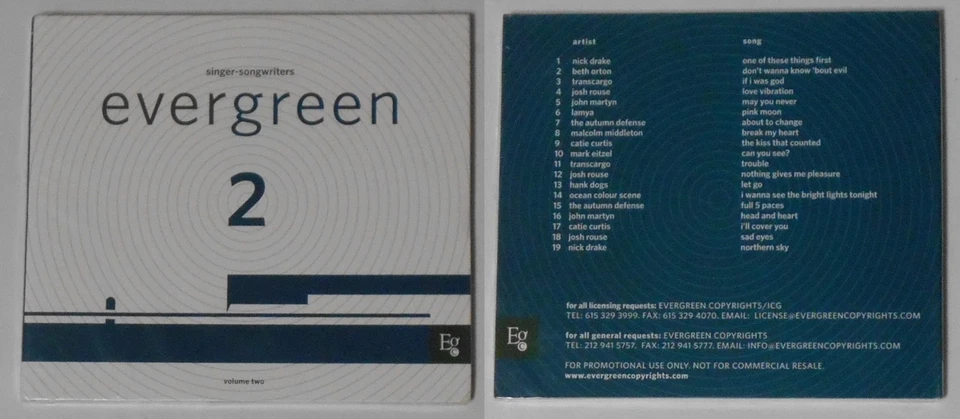 singer-songwriters
evergreen
2
Eg
©
volume two
artist song
1 nick drake one of these things first
2 beth orton don't wanna know 'bout evil
3 transcargo if i was god
4 josh rouse love vibration
5 john martyn may you never
6 lamya pink moon
7 the autumn defense about to change
8 malcolm middleton break my heart
9 catie curtis the kiss that counted
10 mark eitzel can you see?
11 transcargo trouble
12 josh rouse nothing gives me pleasure
13 hank dogs let go
14 ocean colour scene i wanna see the bright lights tonight
15 the autumn defense full 5 paces
16 john martyn head and heart
17 catie curtis i'll cover you
18 josh rouse sad eyes
19 nick drake northern sky
for all licensing requests: EVERGREEN COPYRIGHTS/ICG
TEL: 615 329 3999. FAX: 615 329 4070. EMAIL: LICENSE@EVERGREENCOPYRIGHTS.COM
Eg
©
for all general requests: EVERGREEN COPYRIGHTS
TEL: 212 941 5757. FAX: 212 941 5777. EMAIL: INFO@EVERGREENCOPYRIGHTS.COM
FOR PROMOTIONAL USE ONLY. NOT FOR COMMERCIAL RESALE.
www.evergreencopyrights.com